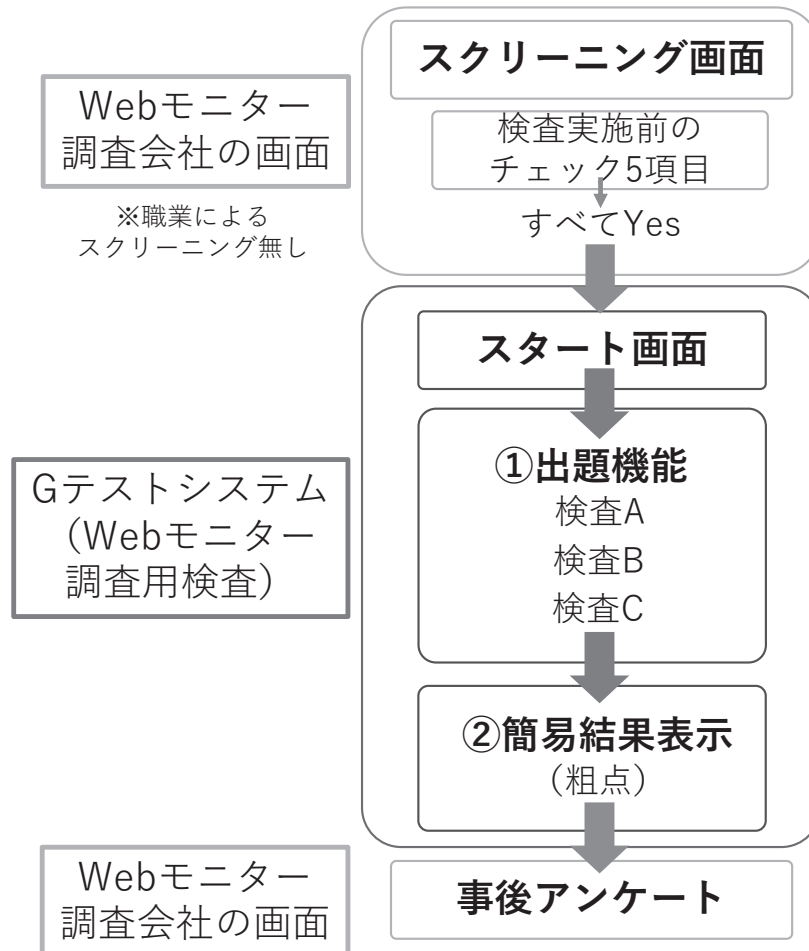 スクリーニング画面
Webモニター
調査会社の画面
検査実施前の
チェック5項目
※職業による
スクリーニング無し
すべてYes
スタート画面
Gテストシステム
(Webモニター
調査用検査)
①出題機能
検査A
検査B
検査C
②簡易結果表示
(粗点)
Webモニター
調査会社の画面
事後アンケート